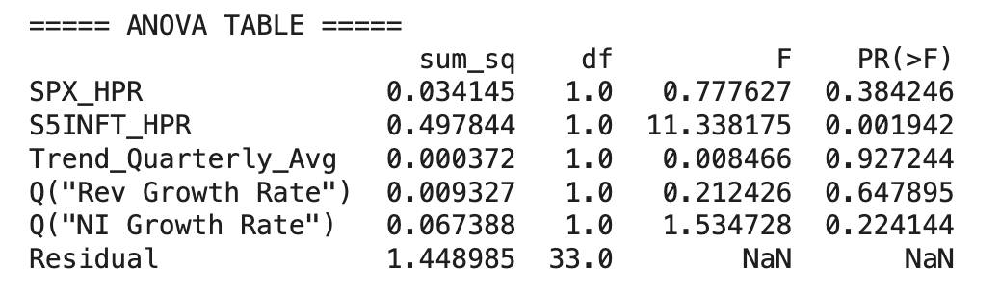 ===== ANOVA TABLE =====
sum_sq df F PR(>F)
SPX_HPR 0.034145 1.0 0.777627 0.384246
S5INFT_HPR 0.497844 1.0 11.338175 0.001942
Trend_Quarterly_Avg 0.000372 1.0 0.008466 0.927244
Q("Rev Growth Rate") 0.009327 1.0 0.212426 0.647895
Q("NI Growth Rate") 0.067388 1.0 1.534728 0.224144
Residual 1.448985 33.0 NaN NaN